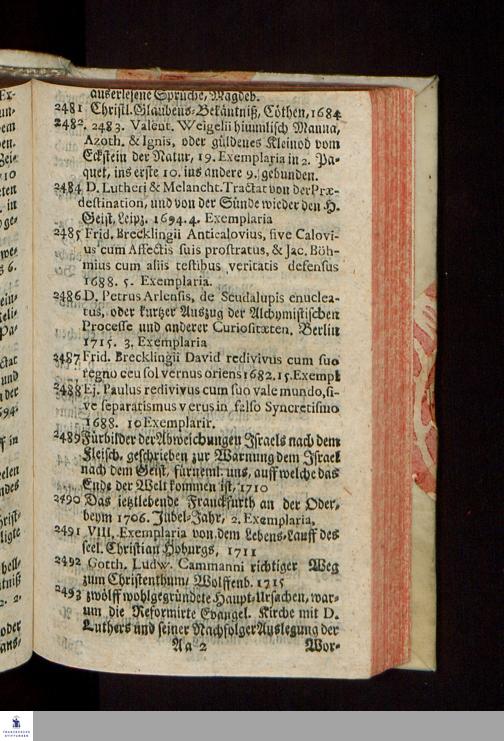 auserlesene Sprüche, Magdeb.
2481 Christl. Glaubens-Bekäntniß, Cöthen, 1684
2482. 2483. Valent. Weigelii himmlisch Manna,
Azoth. & Ignis, oder güldenes Kleinod vom
Eckstein der Natur, 19. Exemplaria in 2. Pa-
quet, ins erste 10. ins andere 9. gebunden.
2484 D. Lutheri & Melancht. Tractat von der Præ-
destination, und von der Sünde wieder den H.
Geist, Leipz. 1694. 4. Exemplaria
2485 Frid. Brecklingii Anticalovius, sive Calovi-
us cum Affectis suis prostratus, & Jac. Böh-
mius cum aliis testibus veritatis defensus
1688. 5. Exemplaria.
2486 D. Petrus Arlensis, de Scudalupis enuclea-
tus, oder kurtzer Auszug der Alchymistischen
Processe und anderer Curiositæten. Berlin
1715. 3. Exemplaria
2487 Frid. Brecklingii David redivivus cum suo
regno ceu sol vernus oriens 1682. 15. Exempl
2488 Ej. Paulus redivivus cum suo vale mundo, si-
ve separatismus verus in falso Syncretismo
1688. 10 Exemplarir.
2489 Fürbilder der Abweichungen Israels nach dem
Fleisch, geschrieben zur Warnung dem Israel
nach dem Geist, fürneml. uns, auff welche das
Ende der Welt kommen ist, 1710
2490 Das ietztlebende Franckfurth an der Oder,
beym 1706. Jubel-Jahr, 2. Exemplaria,
2491 VIII. Exemplaria von dem Lebens-Lauff des
seel. Christian Hoburgs, 1711
2492 Gotth. Ludw. Cammanni richtiger Weg
zum Christenthum, Wolffenb. 1715
2493 zwölff wohlgegründete Haupt-Ursachen, war-
um die Reformirte Evangel. Kirche mit D.
Luthers und seiner Nachfolger Auslegung der
Aa 2 Wor-
FRANCKESCHE
STIFTUNGEN